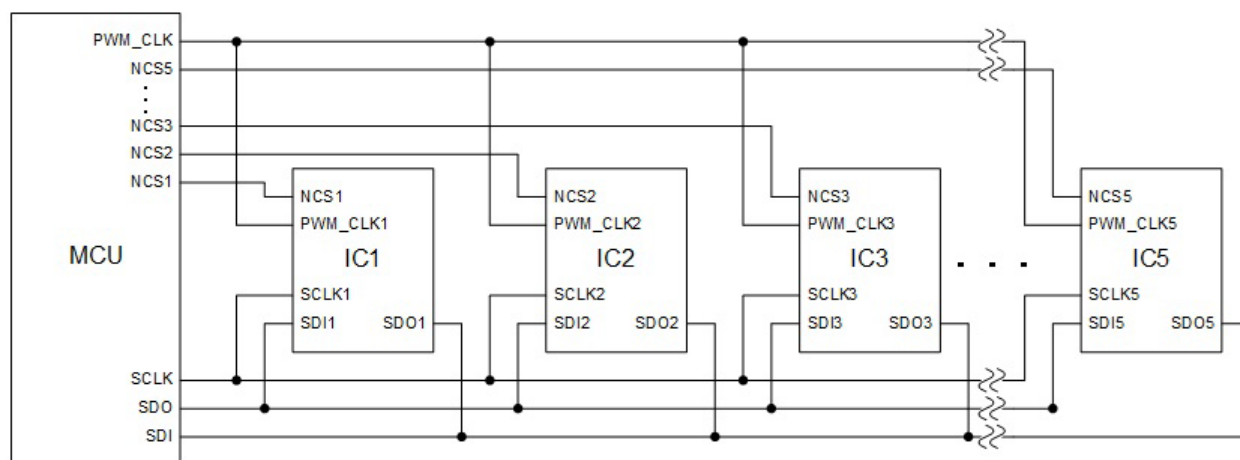 PWM_CLK
NCS5
NCS3
NCS2
NCS1
MCU
SCLK
SDO
SDI
NCS1
PWM_CLK1
IC1
SCLK1
SDI1 SDO1
NCS2
PWM_CLK2
IC2
SCLK2
SDI2 SDO2
NCS3
PWM_CLK3
IC3
SCLK3
SDI3 SDO3
NCS5
PWM_CLK5
IC5
SCLK5
SDI5 SDO5